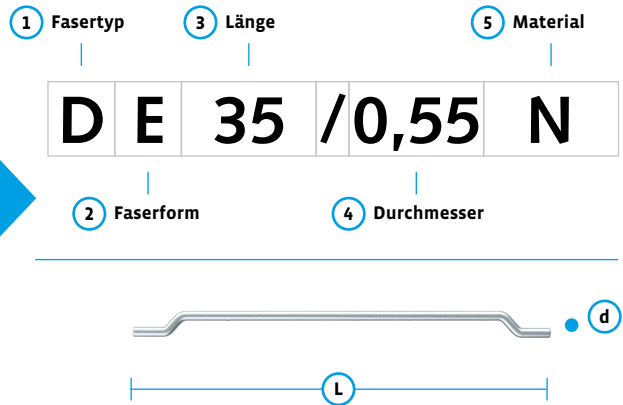 1 Fasertyp 3 Länge 5 Material
D E 35 /0,55 N
2 Faserform 4 Durchmesser
d
L